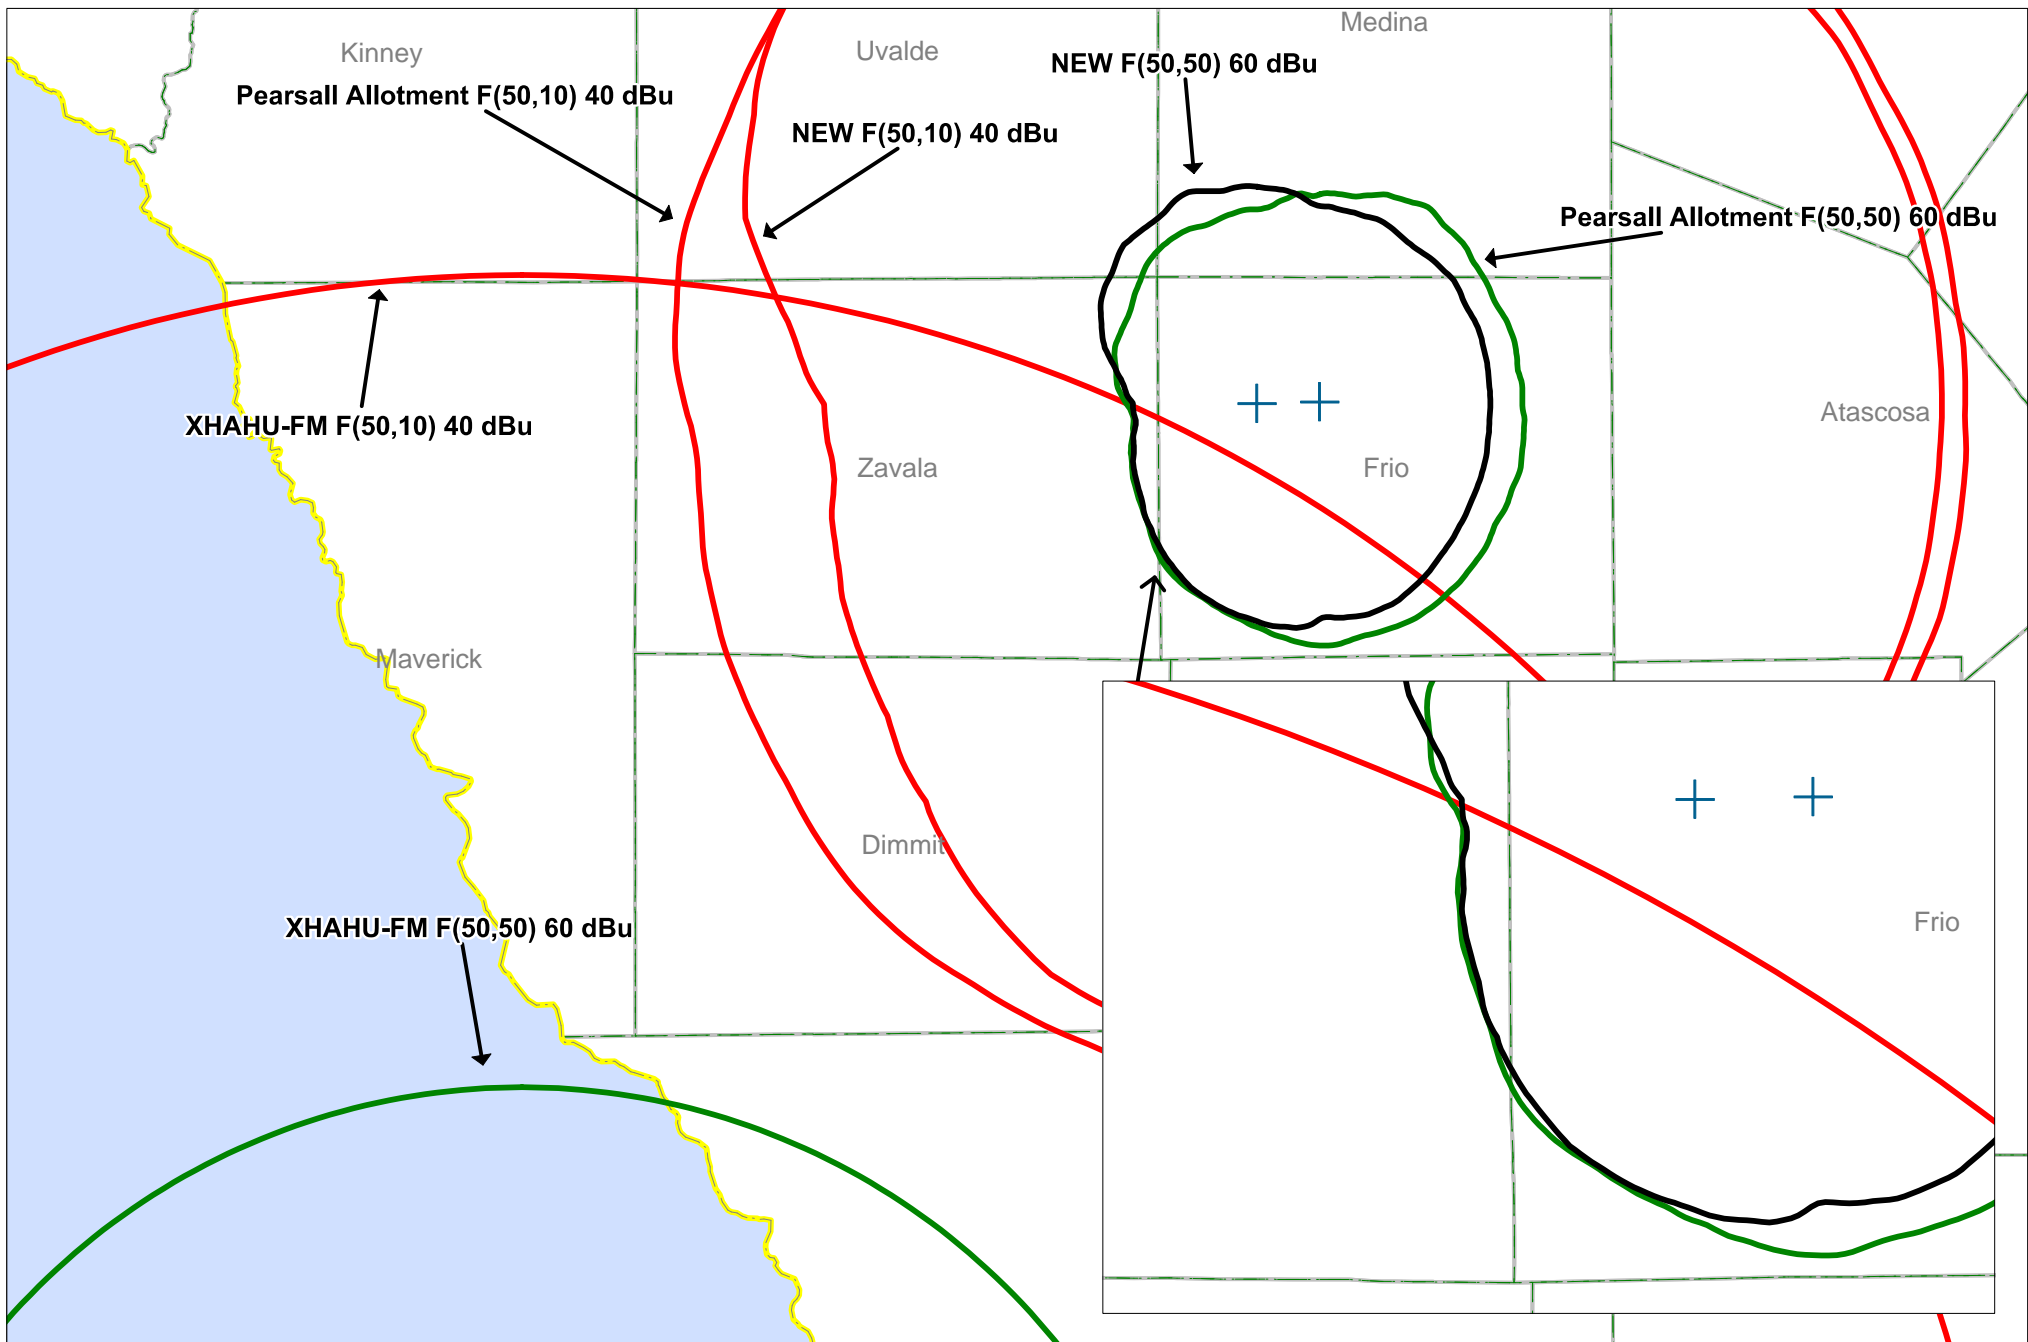 Medina
Kinney
Uvalde
NEW F(50,50) 60 dBu
Pearsall Allotment F(50,10) 40 dBu
NEW F(50,10) 40 dBu
Pearsall Allotment F(50,50) 60 dBu
XHAHU-FM F(50,10) 40 dBu
Atascosa
Zavala
Frio
Maverick
Dimmit
XHAHU-FM F(50,50) 60 dBu
Frio